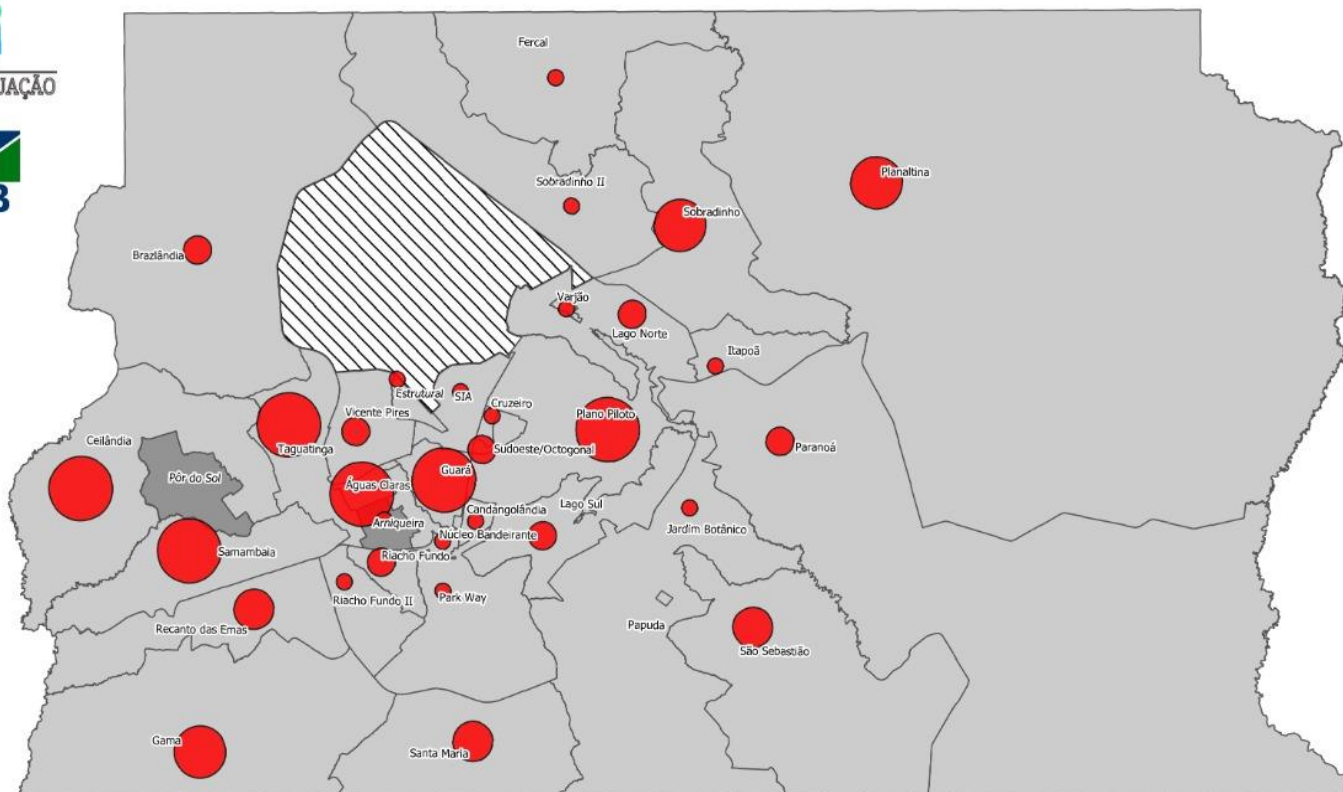 UAÇÃO
B
Fercal
Planaltina
Sobradinho II
Sobradinho
Brazlândia
Varjão
Lago Norte
Itapoã
Estrutural
SIA
Cruzeiro
Vicente Pires
Plano Piloto
Ceilândia
Taguatinga
Sudoeste/Octogonal
Paranoá
Guará
Pôr do Sol
Águas Claras
Lago Sul
Candangolândia
Arniqueira
Jardim Botânico
Núcleo Bandeirante
Samambaia
Riacho Fundo
Riacho Fundo II
Park Way
Recanto das Emas
Papuda
São Sebastião
Gama
Santa Maria